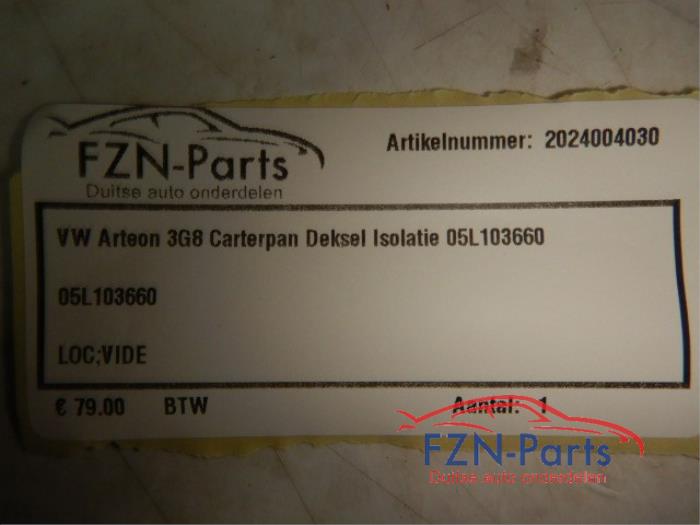 FZN-Parts
Duitse auto onderdelen
Artikelnummer: 2024004030
VW Arteon 3G8 Carterpan Deksel Isolatie 05L103660
05L103660
LOC;VIDE
€ 79.00 BTW Aantal: 1
FZN-Parts
Duitse auto onderdelen